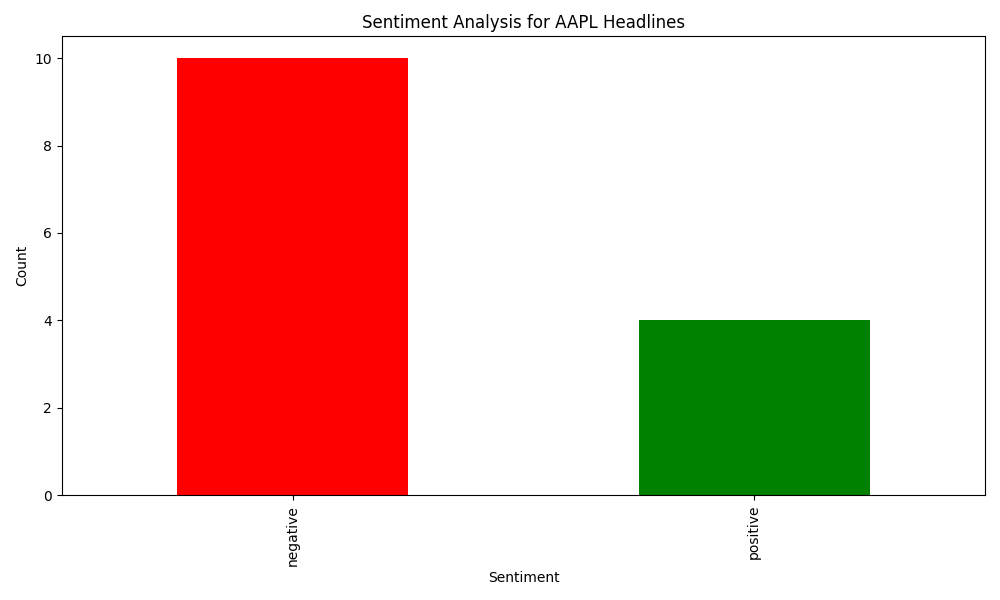 Sentiment Analysis for AAPL Headlines
10
8
6
4
2
0
Count
negative
positive
Sentiment